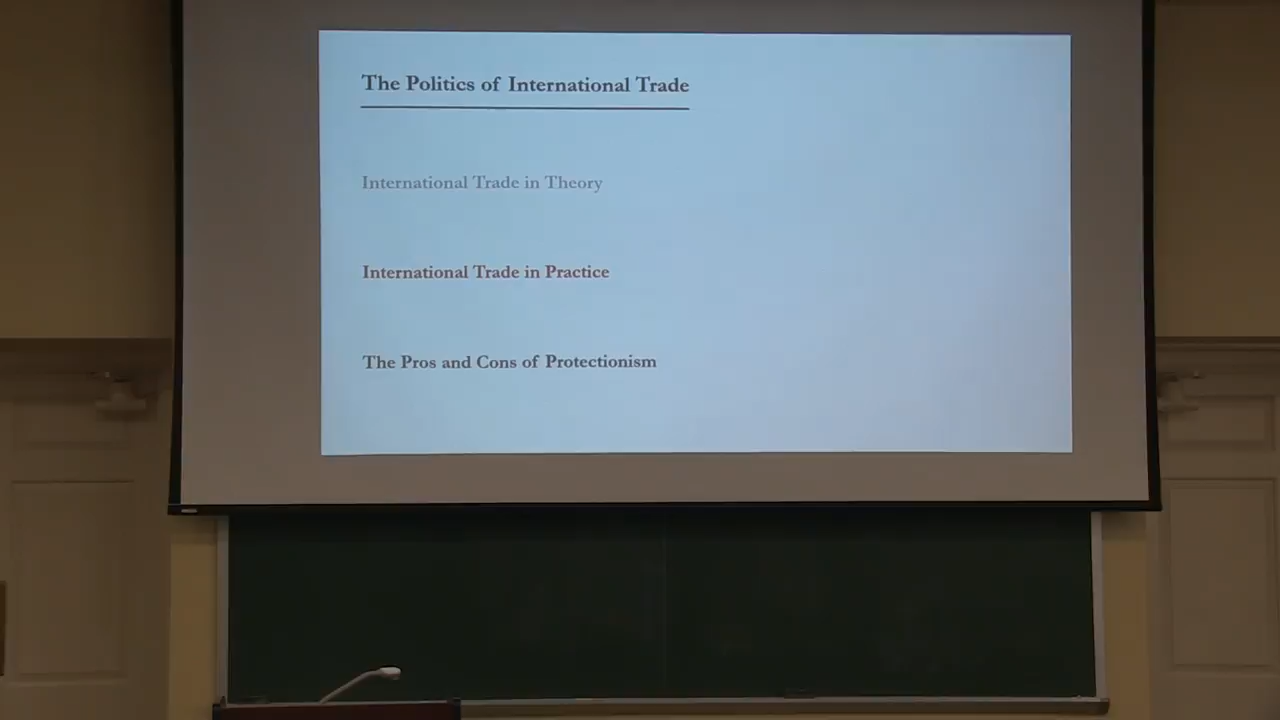 The Politics of International Trade
International Trade in Theory
International Trade in Practice
The Pros and Cons of Protectionism